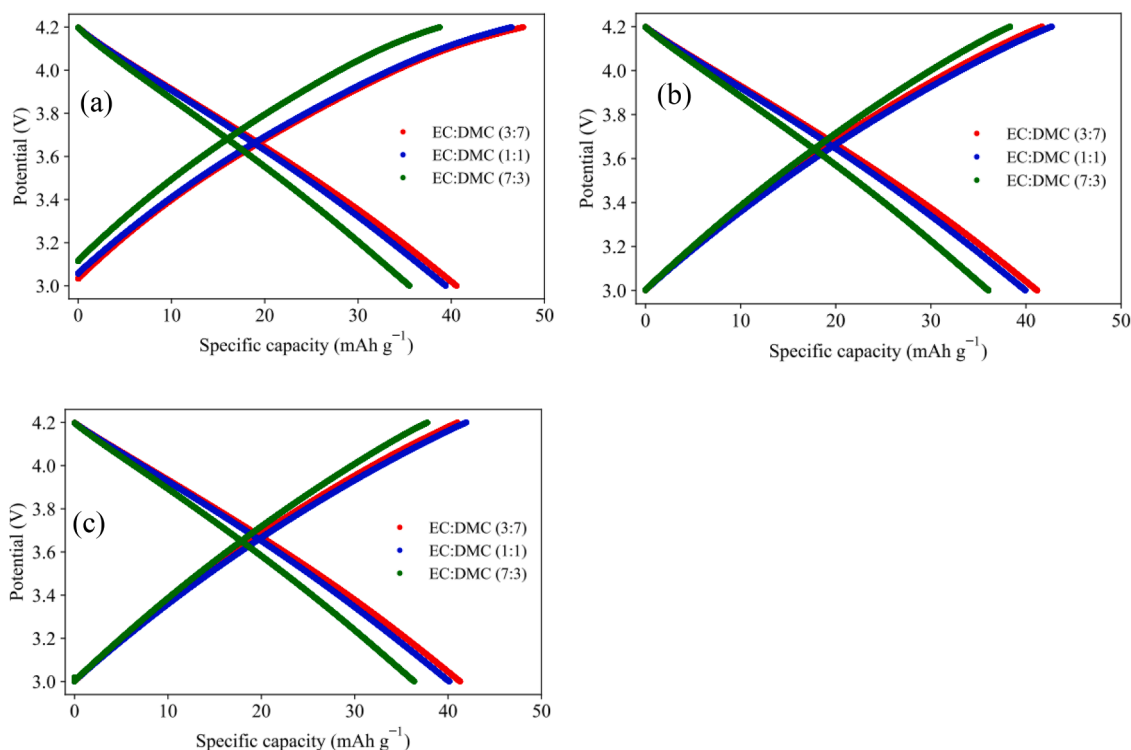 (a)
Potential (V)
4.2
4.0
3.8
3.6
3.4
3.2
3.0
EC:DMC (3:7)
EC:DMC (1:1)
EC:DMC (7:3)
0 10 20 30 40 50
Specific capacity (mAh g⁻¹)
(b)
Potential (V)
4.2
4.0
3.8
3.6
3.4
3.2
3.0
EC:DMC (3:7)
EC:DMC (1:1)
EC:DMC (7:3)
0 10 20 30 40 50
Specific capacity (mAh g⁻¹)
(c)
Potential (V)
4.2
4.0
3.8
3.6
3.4
3.2
3.0
EC:DMC (3:7)
EC:DMC (1:1)
EC:DMC (7:3)
0 10 20 30 40 50
Specific capacity (mAh g⁻¹)